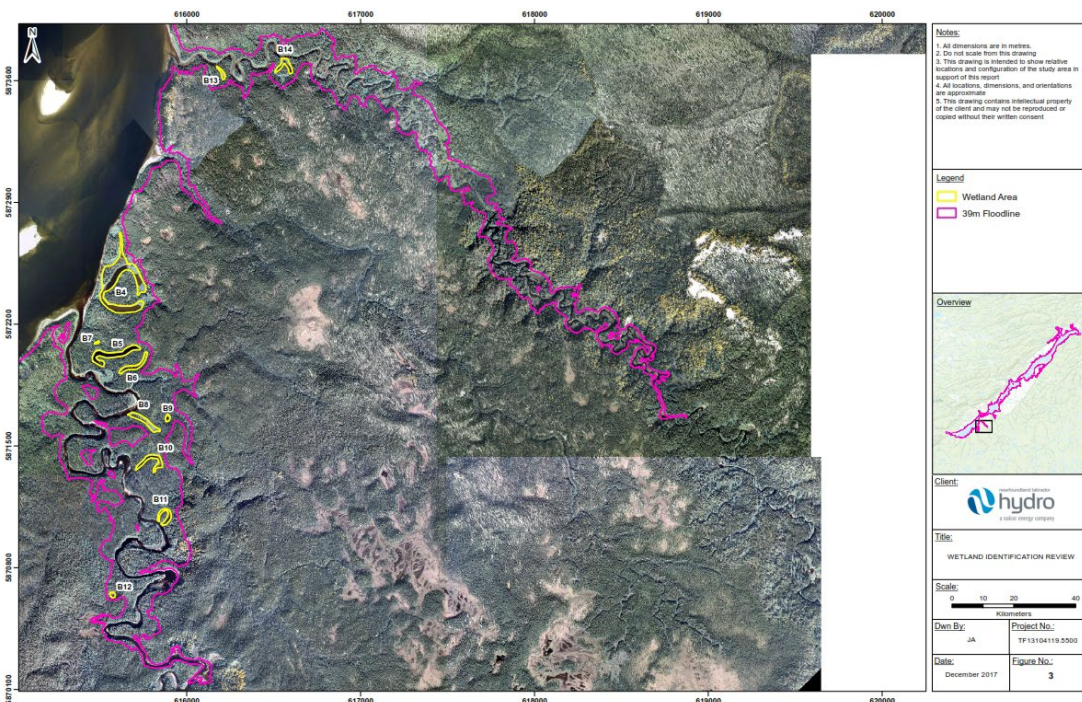 616000 617000 618000 619000 620000
N
5873600
5872900
5872200
5871500
5870800
5870100
B14
B13
B4
B7
B5
B6
B8
B9
B10
B11
B12
616000 617000 618000 619000 620000
Notes:
1. All dimensions are in metres.
2. Do not scale from this drawing
3. This drawing is intended to show relative
locations and configuration of the study area in
support of this report
4. All locations, dimensions, and orientations
are approximate
5. This drawing contains intellectual property
of the client and may not be reproduced or
copied without their written consent
Legend
Wetland Area
39m Floodline
Overview
Client:
newfoundland labrador
hydro
a nalcor energy company
Title:
WETLAND IDENTIFICATION REVIEW
Scale:
0 10 20 40
Kilometers
Dwn By:
JA
Project No.:
TF13104119.5500
Date:
December 2017
Figure No.:
3